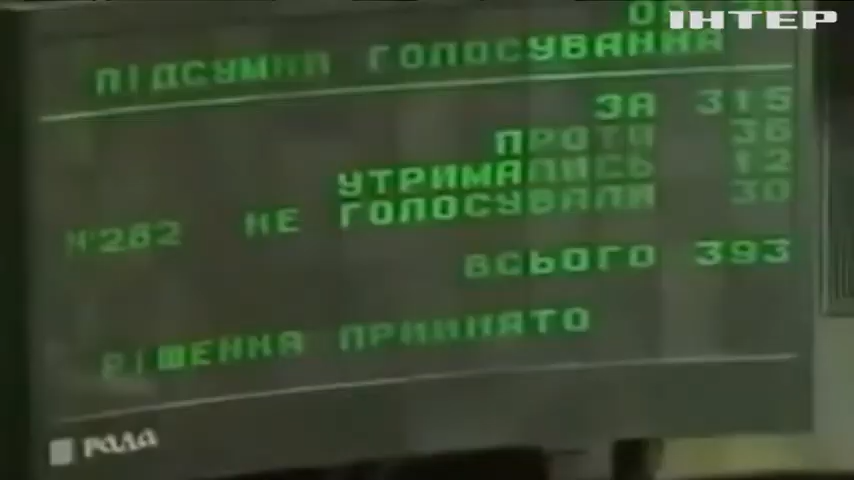 ІНТЕР
ПІДСУМКИ ГОЛОСУВАННЯ
ЗА 315
ПРОТИ 36
УТРИМАЛИСЬ 12
№282 НЕ ГОЛОСУВАЛИ 30
ВСЬОГО 393
РІШЕННЯ ПРИЙНЯТО
РАДА